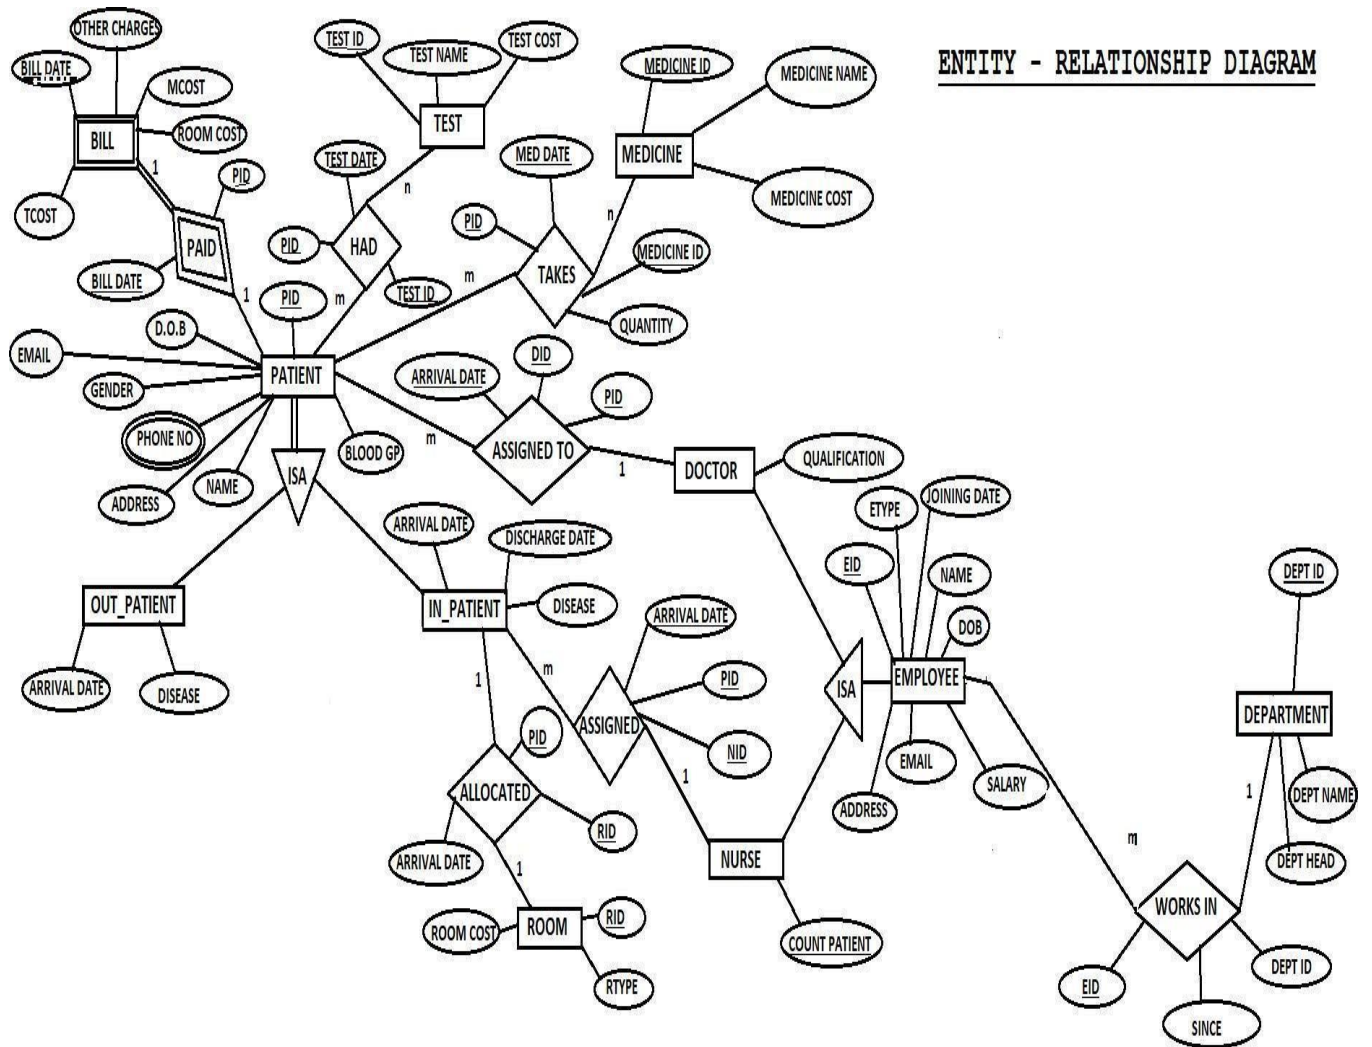 ENTITY - RELATIONSHIP DIAGRAM
OTHER CHARGES
BILL DATE
MCOST
ROOM COST
BILL
TCOST
1
PID
PAID
BILL DATE
1
TEST ID
TEST NAME
TEST COST
TEST
TEST DATE
n
PID
HAD
TEST ID
m
MEDICINE ID
MEDICINE NAME
MEDICINE
MEDICINE COST
MED DATE
n
PID
TAKES
MEDICINE ID
m
QUANTITY
PID
D.O.B
EMAIL
GENDER
PATIENT
PHONE NO
ADDRESS
NAME
BLOOD GP
ISA
ARRIVAL DATE
DID
PID
m
ASSIGNED TO
1
DOCTOR
QUALIFICATION
OUT_PATIENT
ARRIVAL DATE
DISEASE
ARRIVAL DATE
DISCHARGE DATE
IN_PATIENT
DISEASE
1
m
ARRIVAL DATE
PID
ASSIGNED
NID
1
PID
ALLOCATED
RID
ARRIVAL DATE
1
ROOM COST
ROOM
RID
RTYPE
NURSE
COUNT PATIENT
ISA
ETYPE
JOINING DATE
EID
NAME
DOB
EMPLOYEE
EMAIL
ADDRESS
SALARY
DEPT ID
DEPARTMENT
DEPT NAME
DEPT HEAD
1
m
WORKS IN
EID
SINCE
DEPT ID